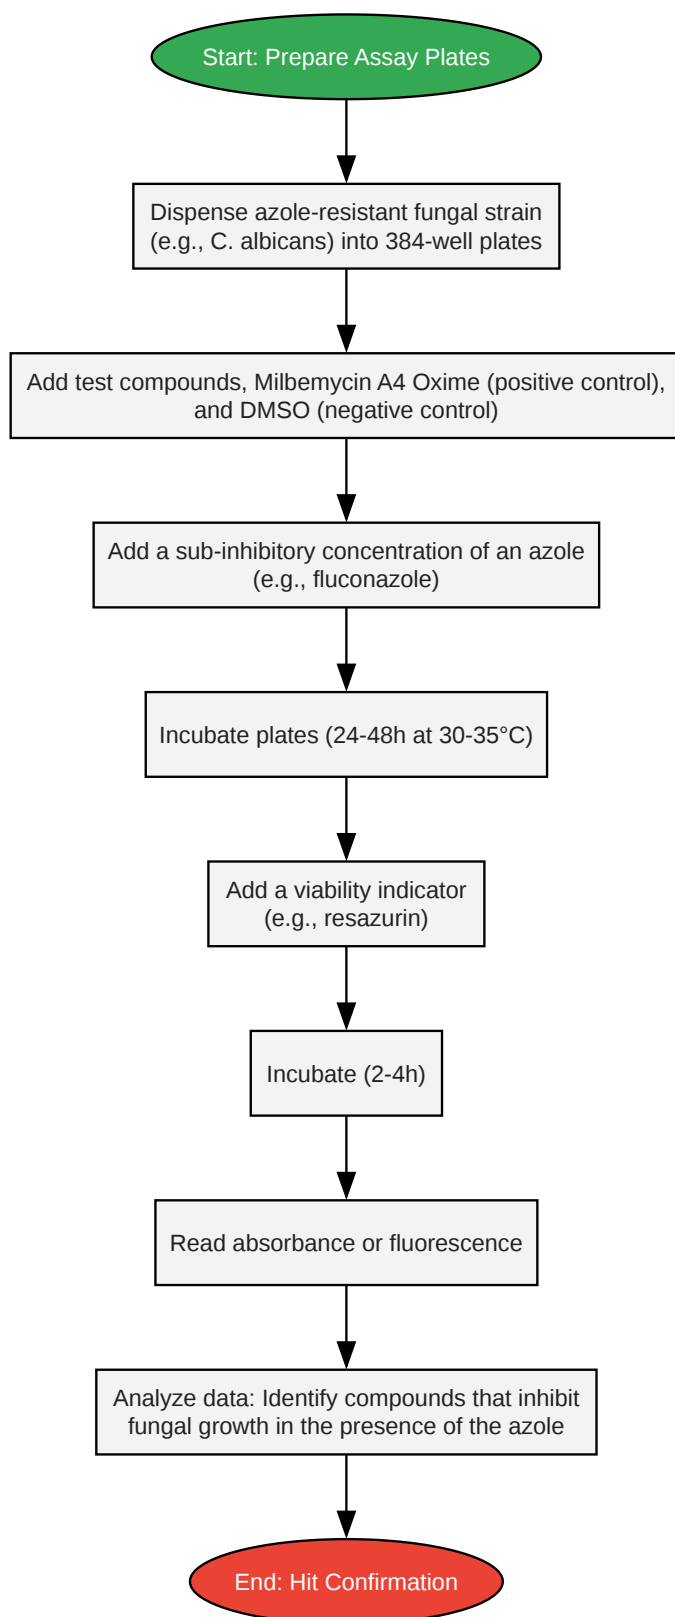 Start: Prepare Assay Plates
Dispense azole-resistant fungal strain
(e.g., C. albicans) into 384-well plates
Add test compounds, Milbemycin A4 Oxime (positive control),
and DMSO (negative control)
Add a sub-inhibitory concentration of an azole
(e.g., fluconazole)
Incubate plates (24-48h at 30-35°C)
Add a viability indicator
(e.g., resazurin)
Incubate (2-4h)
Read absorbance or fluorescence
Analyze data: Identify compounds that inhibit
fungal growth in the presence of the azole
End: Hit Confirmation